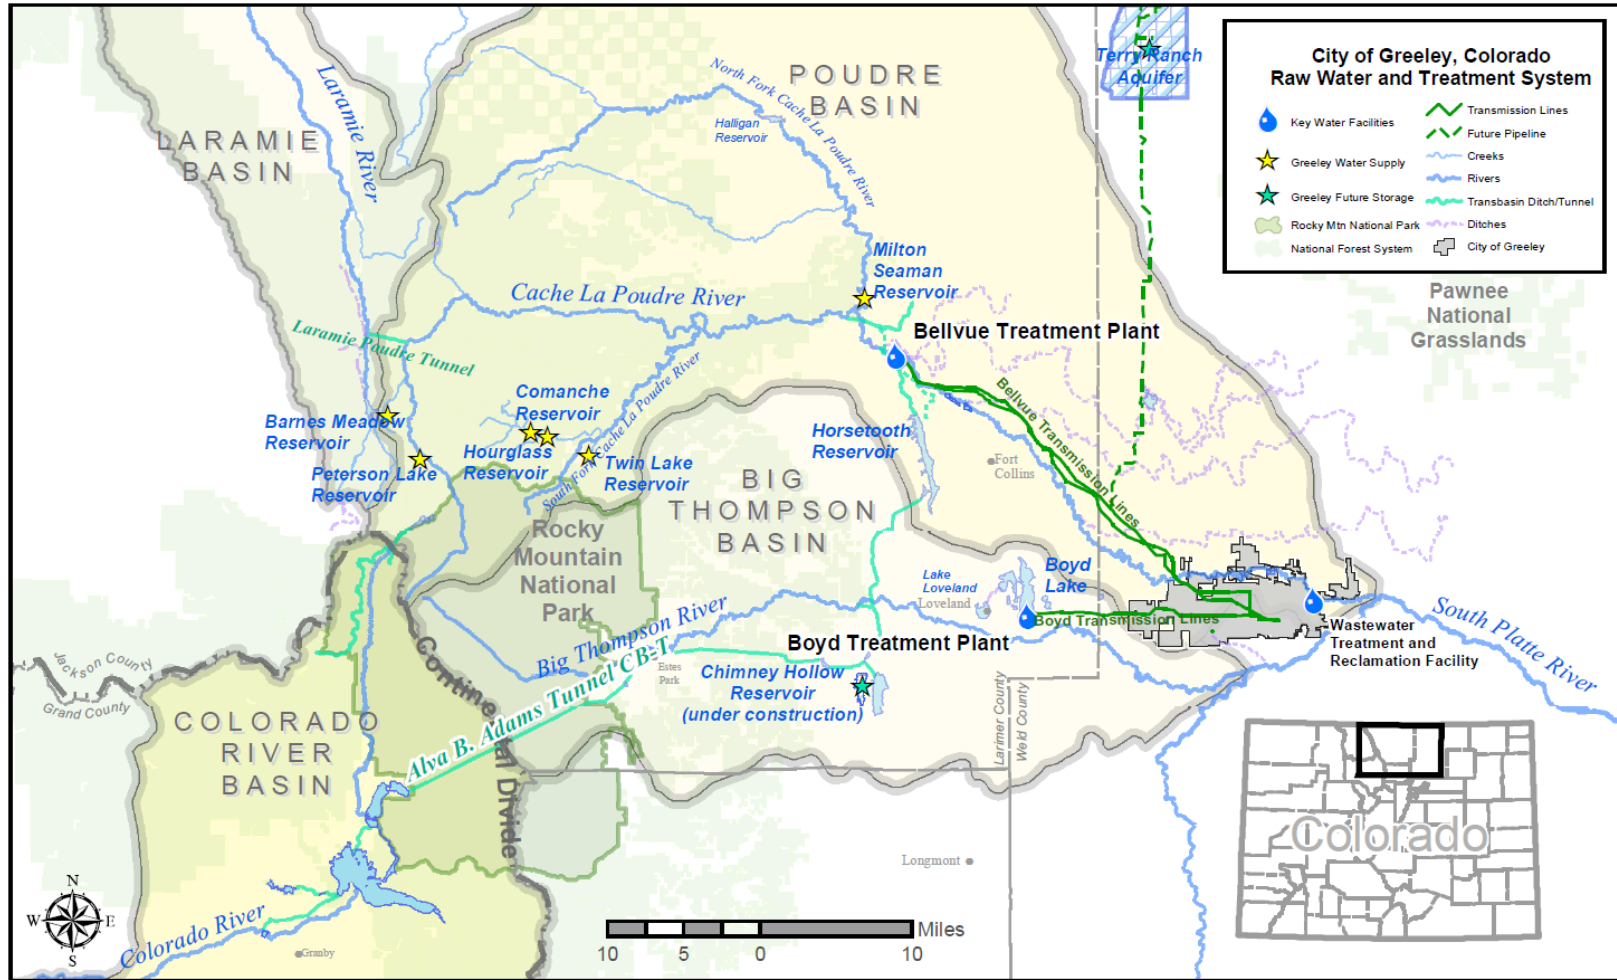 City of Greeley, Colorado
Raw Water and Treatment System
Key Water Facilities
Greeley Water Supply
Greeley Future Storage
Rocky Mtn National Park
National Forest System
Transmission Lines
Future Pipeline
Creeks
Rivers
Transbasin Ditch/Tunnel
Ditches
City of Greeley
Terry Ranch
Aquifer
POUDRE
BASIN
North Fork Cache La Poudre River
Halligan
Reservoir
Laramie River
LARAMIE
BASIN
Milton
Seaman
Reservoir
Cache La Poudre River
Pawnee
National
Grasslands
Bellvue Treatment Plant
Laramie Poudre Tunnel
Bellvue Transmission Lines
Comanche
Reservoir
Barnes Meadow
Reservoir
Hourglass
Reservoir
Peterson Lake
Reservoir
Twin Lake
Reservoir
South Fork Cache La Poudre River
Horsetooth
Reservoir
Fort
Collins
BIG
THOMPSON
BASIN
Rocky
Mountain
National
Park
Boyd
Lake
Lake
Loveland
Loveland
Boyd Transmission Lines
Wastewater
Treatment and
Reclamation Facility
South Platte River
Big Thompson River
Boyd Treatment Plant
Estes
Park
Chimney Hollow
Reservoir
(under construction)
Alva B. Adams Tunnel CB-T
Continental Divide
Jackson County
Grand County
Larimer County
Weld County
COLORADO
RIVER
BASIN
Colorado River
Granby
Longmont
Colorado
N
W
E
S
Miles
10
5
0
10